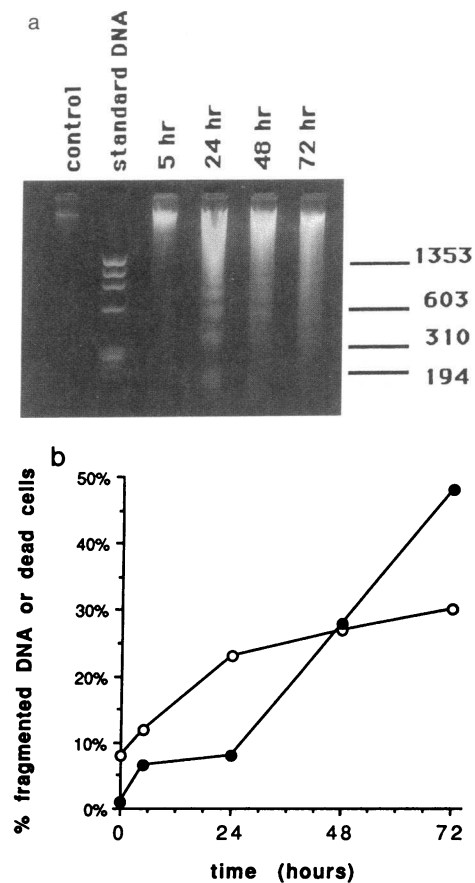 a
control
standard DNA
5 hr
24 hr
48 hr
72 hr
1353
603
310
194
b
% fragmented DNA or dead cells
50%
40%
30%
20%
10%
0%
0 24 48 72
time (hours)